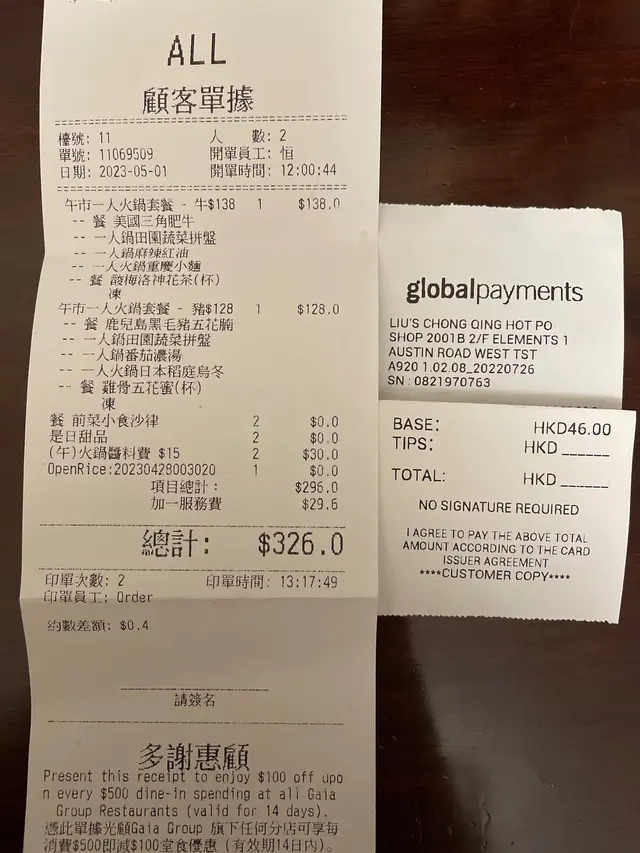 ALL
顧客單據
檯號: 11 人 數: 2
單號: 11069509 開單員工: 恒
日期: 2023-05-01 開單時間: 12:00:44
午市一人火鍋套餐 - 牛$138 1 $138.0
-- 餐 美國三角肥牛
-- 一人鍋田園蔬菜拼盤
-- 一人鍋麻辣紅油
-- 一人火鍋重慶小麵
-- 餐 酸梅洛神花茶(杯)
凍
午市一人火鍋套餐 - 豬$128 1 $128.0
-- 餐 鹿兒島黑毛豬五花腩
-- 一人鍋田園蔬菜拼盤
-- 一人鍋番茄濃湯
-- 一人火鍋日本稻庭烏冬
-- 餐 雞骨五花蜜(杯)
凍
餐 前菜小食沙律 2 $0.0
是日甜品 2 $0.0
(午)火鍋醬料費 $15 2 $30.0
OpenRice:20230428003020 1 $0.0
項目總計: $296.0
加一服務費 $29.6
總計: $326.0
印單次數: 2 印單時間: 13:17:49
印單員工: Order
約數差額: $0.4
請簽名
多謝惠顧
Present this receipt to enjoy $100 off upo
n every $500 dine-in spending at all Gaia
Group Restaurants (valid for 14 days).
憑此單據光顧Gaia Group 旗下任何分店可享每
消費$500即減$100堂食優惠 (有效期14日內)。
globalpayments
LIU'S CHONG QING HOT PO
SHOP 2001B 2/F ELEMENTS 1
AUSTIN ROAD WEST TST
A920 1.02.08_20220726
SN : 0821970763
BASE: HKD46.00
TIPS: HKD ______
TOTAL: HKD ______
NO SIGNATURE REQUIRED
I AGREE TO PAY THE ABOVE TOTAL
AMOUNT ACCORDING TO THE CARD
ISSUER AGREEMENT
****CUSTOMER COPY****